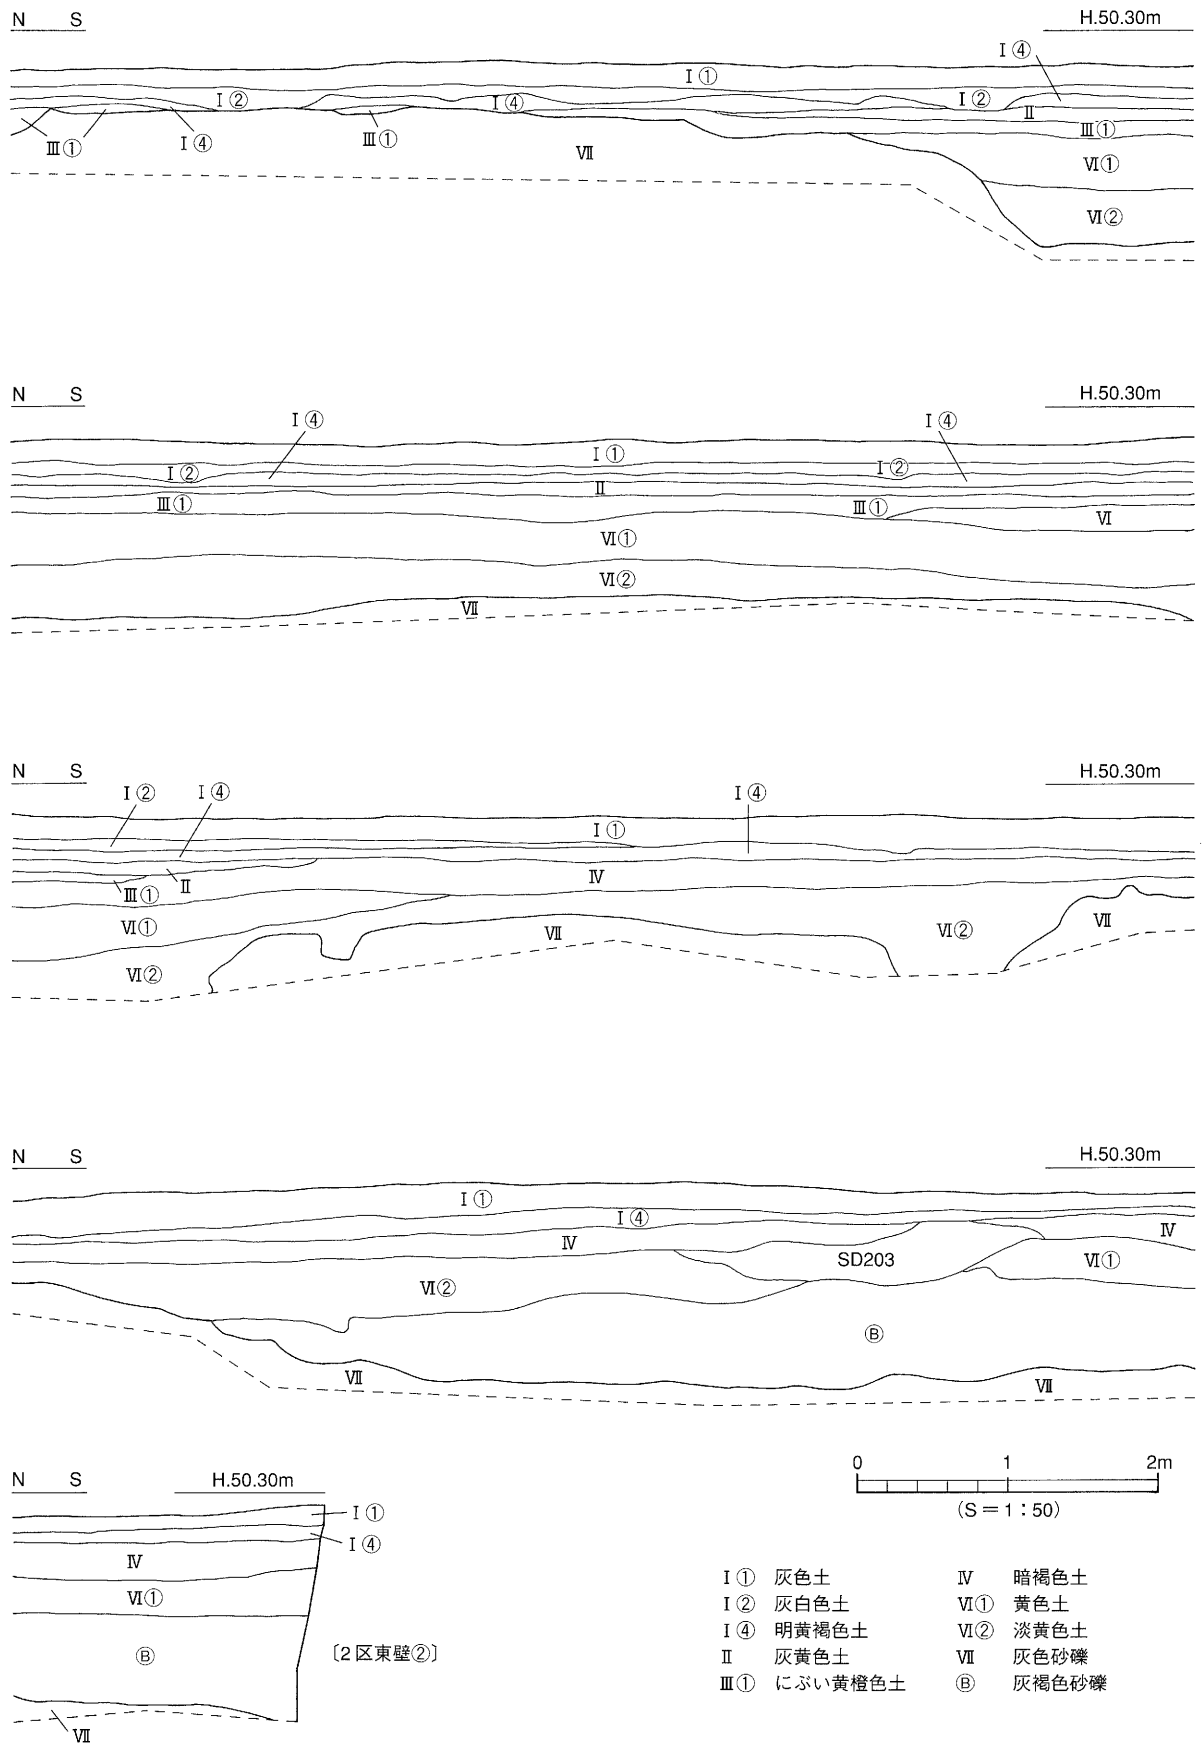 N S H.50.30m
Ⅰ④
Ⅰ①
Ⅰ② Ⅰ④ Ⅰ② Ⅱ
Ⅲ① Ⅰ④ Ⅲ① Ⅶ Ⅲ①
Ⅵ①
Ⅵ②
N S H.50.30m
Ⅰ④ Ⅰ④
Ⅰ①
Ⅰ② Ⅰ②
Ⅱ
Ⅲ① Ⅲ① Ⅵ
Ⅵ①
Ⅵ②
Ⅶ
N S H.50.30m
Ⅰ② Ⅰ④ Ⅰ④
Ⅰ①
Ⅳ
Ⅲ① Ⅱ
Ⅵ① Ⅶ Ⅵ② Ⅶ
Ⅵ②
N S H.50.30m
Ⅰ①
Ⅰ④
Ⅳ SD203 Ⅳ
Ⅵ② Ⅵ①
Ⓑ
Ⅶ Ⅶ
N S H.50.30m
Ⅰ①
Ⅰ④
Ⅳ
Ⅵ①
Ⓑ 〔2区東壁②〕
Ⅶ
0 1 2m
(S=1:50)
Ⅰ① 灰色土 Ⅳ 暗褐色土
Ⅰ② 灰白色土 Ⅵ① 黄色土
Ⅰ④ 明黄褐色土 Ⅵ② 淡黄色土
Ⅱ 灰黄色土 Ⅶ 灰色砂礫
Ⅲ① にぶい黄橙色土 Ⓑ 灰褐色砂礫